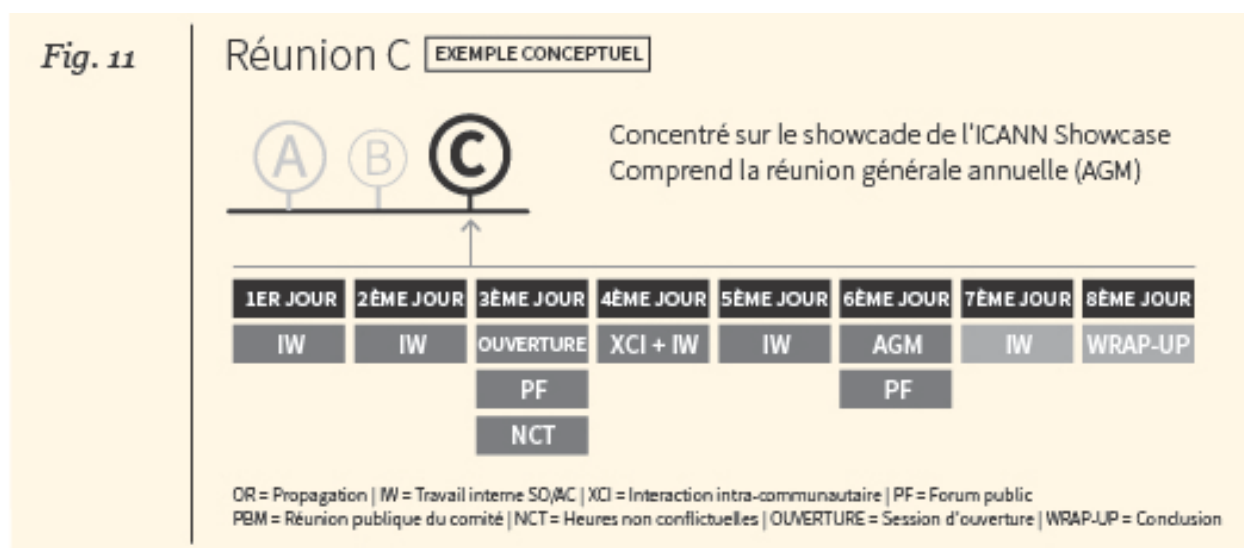 Fig. 11
Réunion C EXEMPLE CONCEPTUEL
A B C
Concentré sur le showcade de l'ICANN Showcase
Comprend la réunion générale annuelle (AGM)
1ER JOUR 2ÈME JOUR 3ÈME JOUR 4ÈME JOUR 5ÈME JOUR 6ÈME JOUR 7ÈME JOUR 8ÈME JOUR
IW IW OUVERTURE XCI + IW IW AGM IW WRAP-UP
PF PF
NCT
OR = Propagation | IW = Travail interne SO/AC | XCI = Interaction intra-communautaire | PF = Forum public
PBM = Réunion publique du comité | NCT = Heures non conflictuelles | OUVERTURE = Session d'ouverture | WRAP-UP = Conclusion